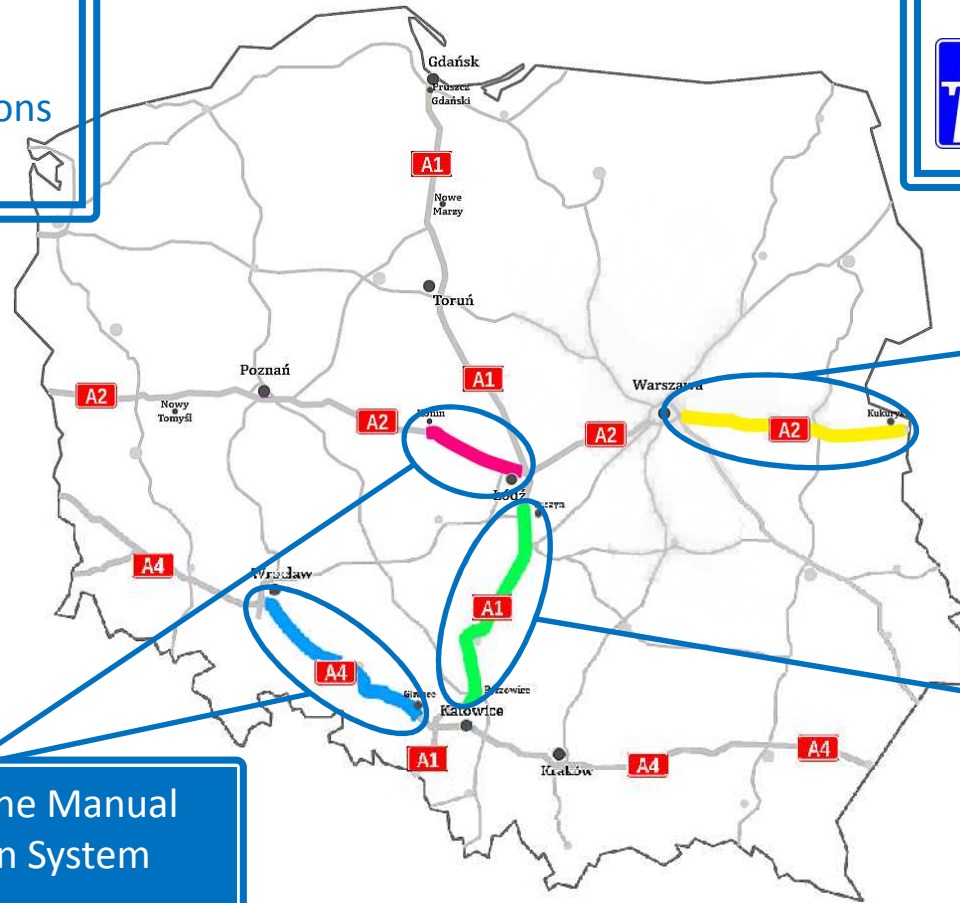 ons
Gdańsk
Pruszcz
Gdański
A1
Nowe
Marzy
Toruń
Poznań
A1
Warszawa
A2
Nowy
Tomyśl
A2
Konin
A2
A2
Kukuryki
Łódź
A4
Wrocław
A1
A4
Pyrzowice
Katowice
A1
Kraków
A4
A4
ne Manual
n System